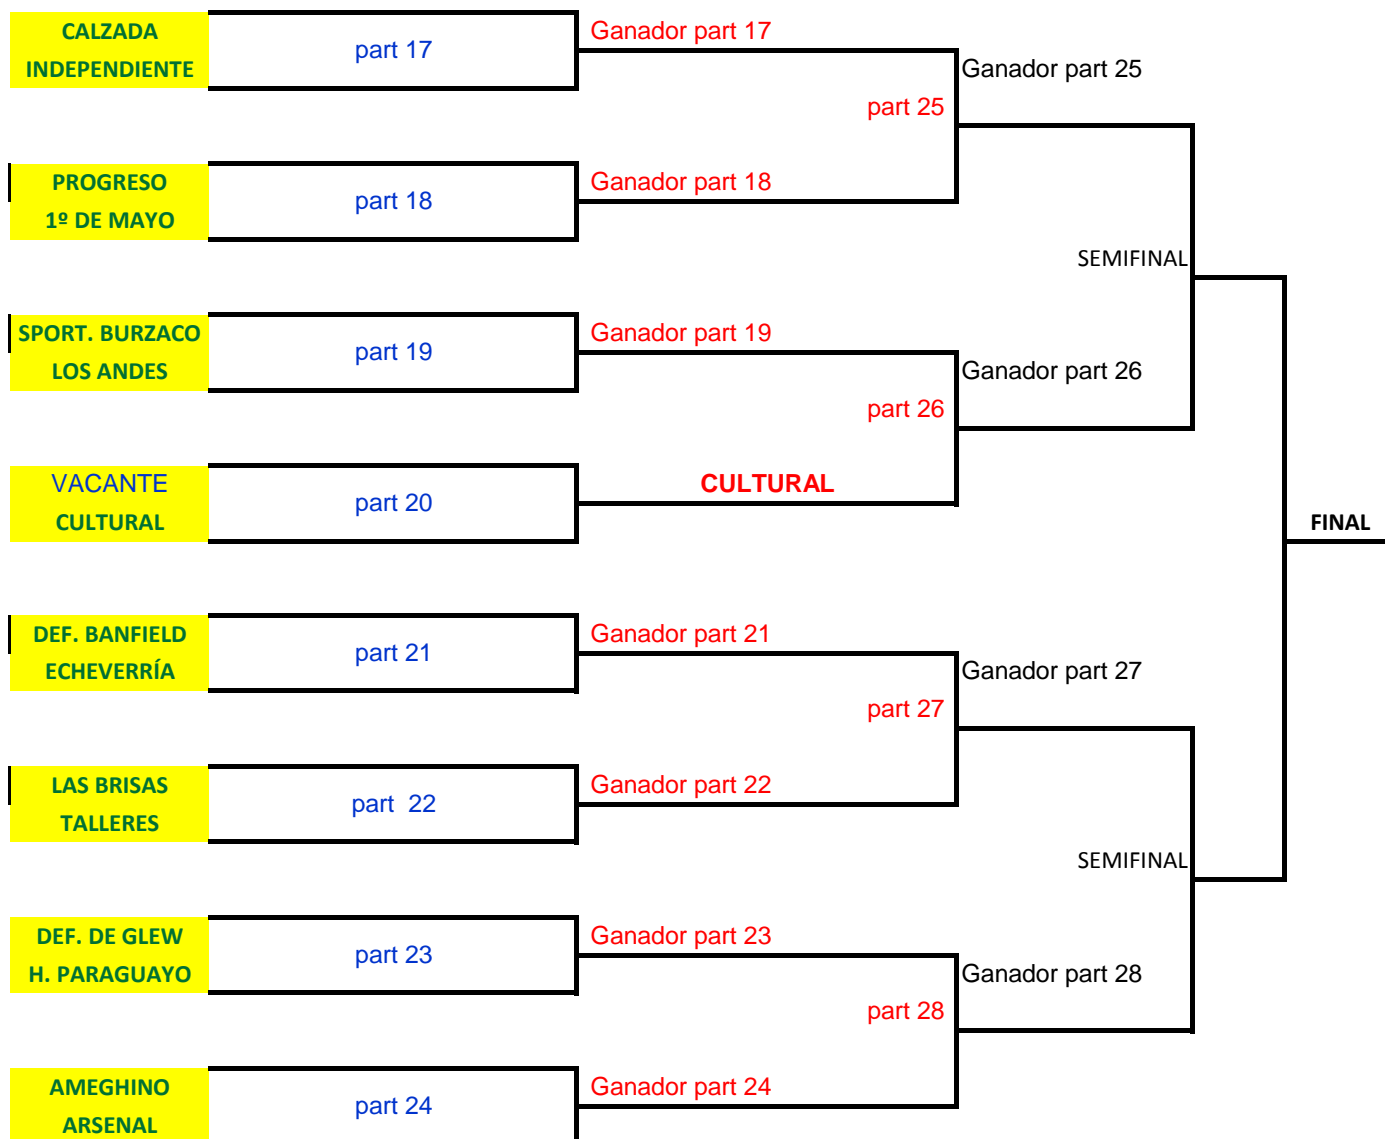 CALZADA
INDEPENDIENTE
part 17
Ganador part 17
Ganador part 25
part 25
PROGRESO
1º DE MAYO
part 18
Ganador part 18
SEMIFINAL
SPORT. BURZACO
LOS ANDES
part 19
Ganador part 19
Ganador part 26
part 26
VACANTE
CULTURAL
part 20
CULTURAL
FINAL
DEF. BANFIELD
ECHEVERRÍA
part 21
Ganador part 21
Ganador part 27
part 27
LAS BRISAS
TALLERES
part  22
Ganador part 22
SEMIFINAL
DEF. DE GLEW
H. PARAGUAYO
part 23
Ganador part 23
Ganador part 28
part 28
AMEGHINO
ARSENAL
part 24
Ganador part 24